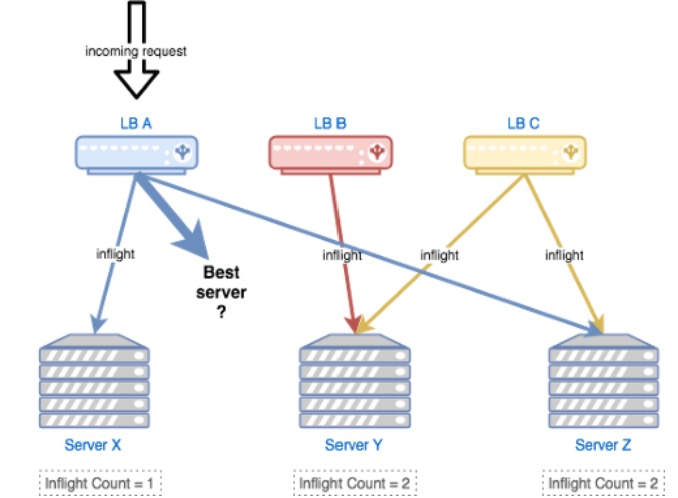 incoming request
LB A
LB B
LB C
inflight
inflight
inflight
inflight
Best
server
?
Server X
Server Y
Server Z
Inflight Count = 1
Inflight Count = 2
Inflight Count = 2